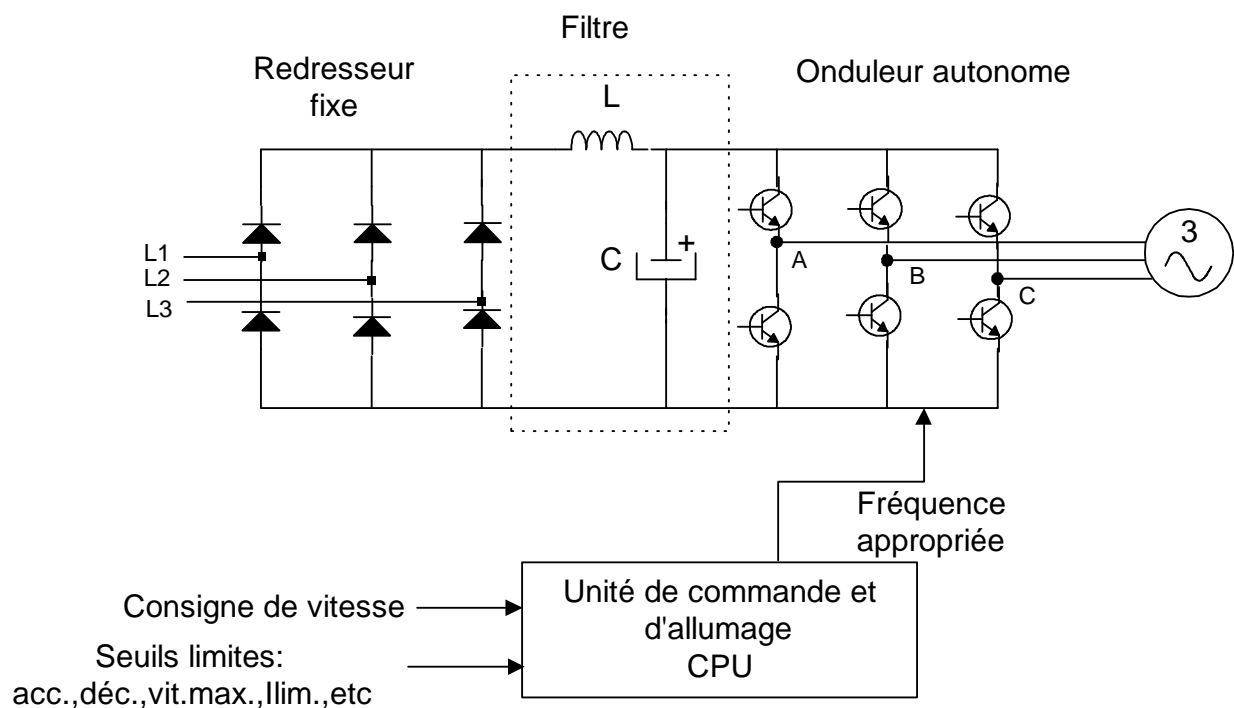 Filtre
Redresseur
fixe
Onduleur autonome
L
L1
L2
L3
C
+
A
B
C
3
Fréquence
appropriée
Unité de commande et
d'allumage
CPU
Consigne de vitesse
Seuils limites:
acc.,déc.,vit.max.,Ilim.,etc